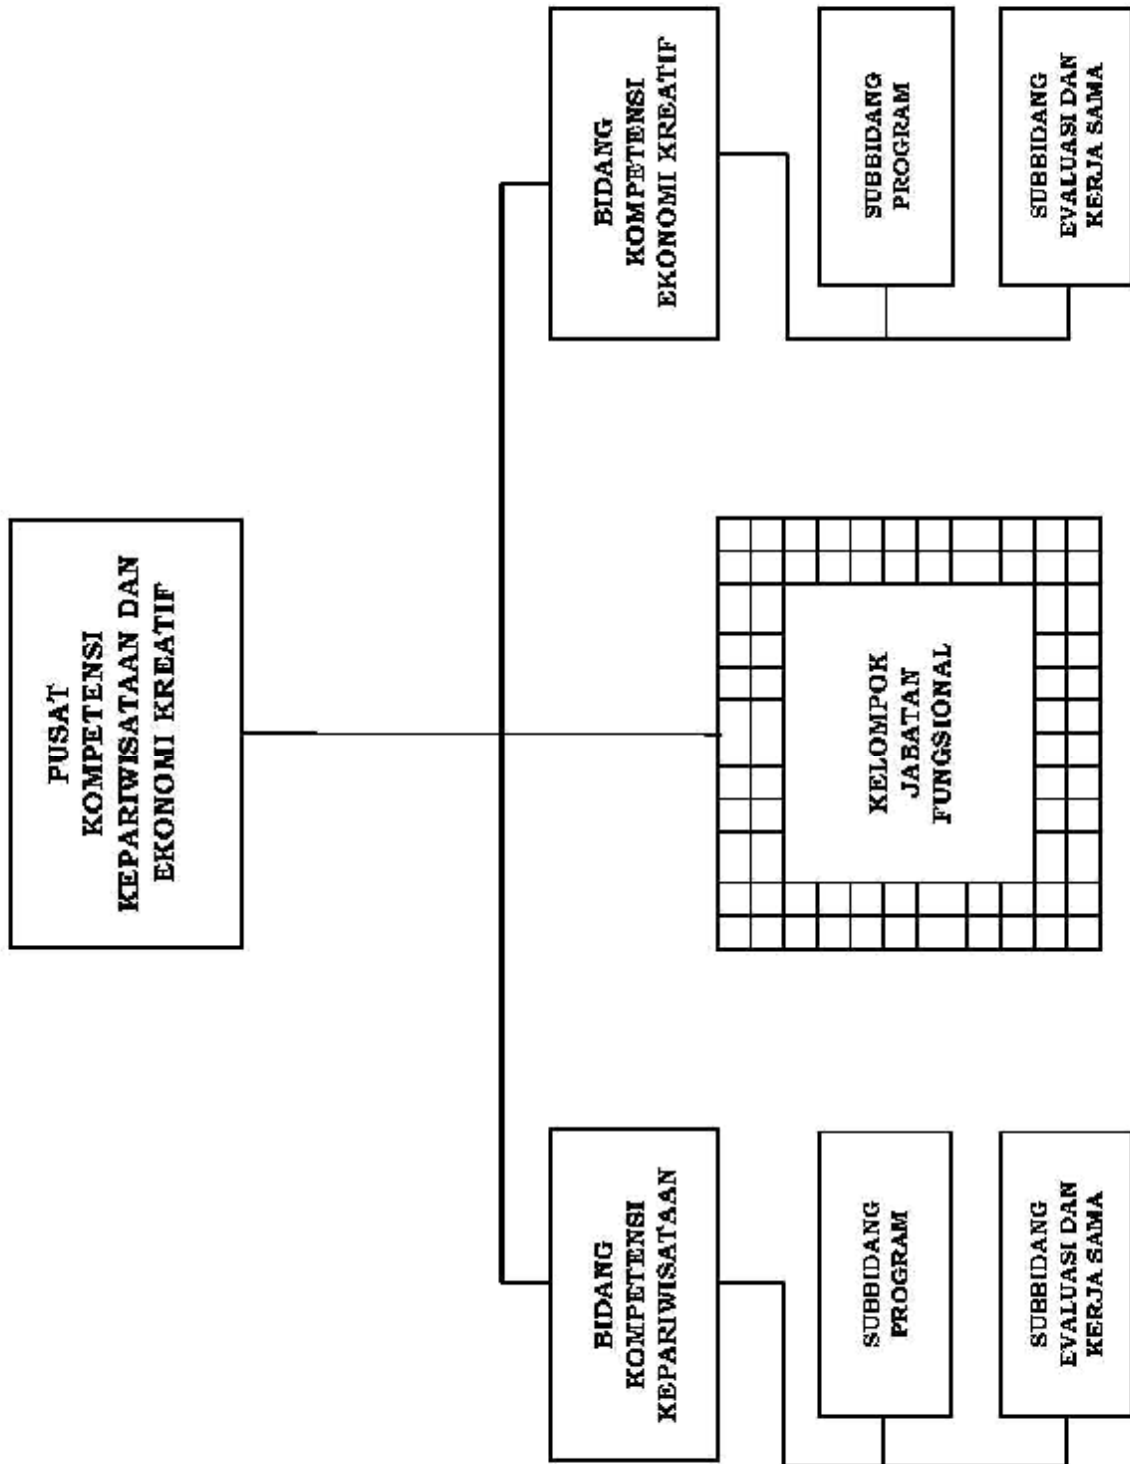 PUSAT
KOMPETENSI
KEPARIWISATAAN DAN
EKONOMI KREATIF
BIDANG
KOMPETENSI
KEPARIWISATAAN
SUBBIDANG
PROGRAM
SUBBIDANG
EVALUASI DAN
KERJA SAMA
KELOMPOK
JABATAN
FUNGSIONAL
BIDANG
KOMPETENSI
EKONOMI KREATIF
SUBBIDANG
PROGRAM
SUBBIDANG
EVALUASI DAN
KERJA SAMA